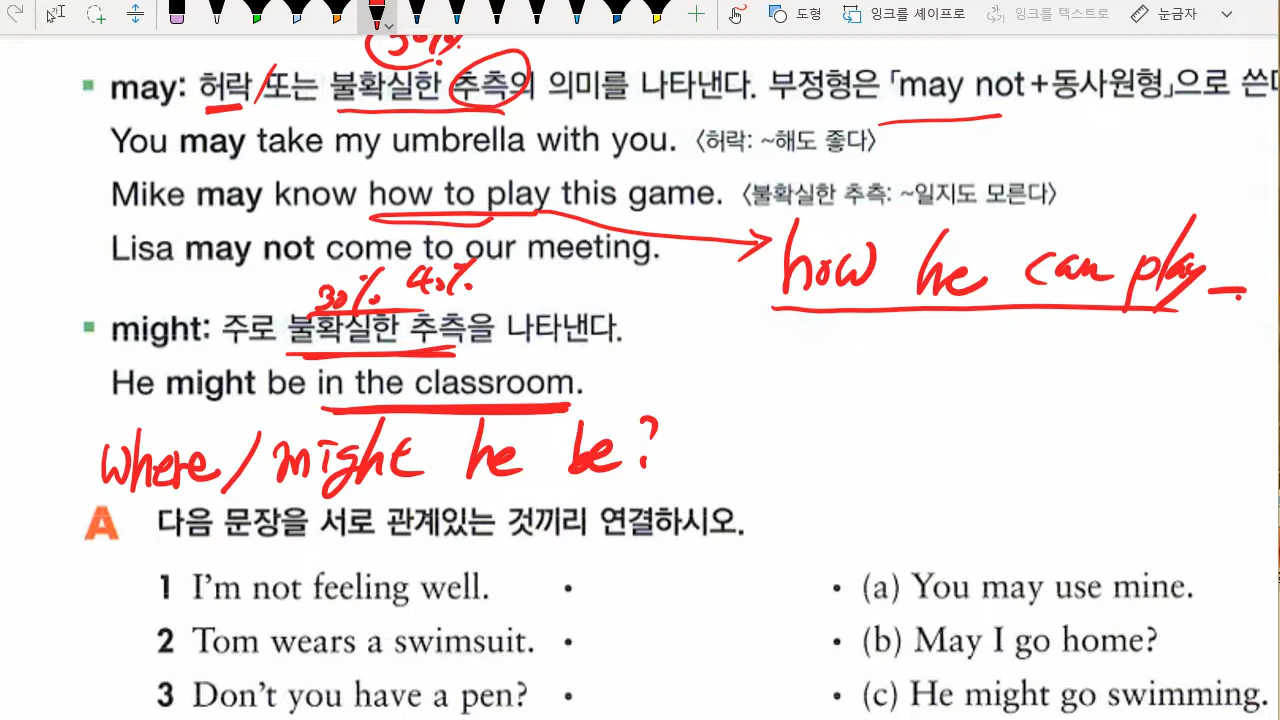 도형 잉크를 셰이프로 잉크를 텍스트로 눈금자
50%
may: 허락 / 또는 불확실한 추측의 의미를 나타낸다. 부정형은 「may not+동사원형」으로 쓴다
You may take my umbrella with you. 〈허락: ~해도 좋다〉
Mike may know how to play this game. 〈불확실한 추측: ~일지도 모른다〉
Lisa may not come to our meeting.
how he can play
30% 40%
might: 주로 불확실한 추측을 나타낸다.
He might be in the classroom.
where / might he be?
A 다음 문장을 서로 관계있는 것끼리 연결하시오.
1 I'm not feeling well. • • (a) You may use mine.
2 Tom wears a swimsuit. • • (b) May I go home?
3 Don't you have a pen? • • (c) He might go swimming.